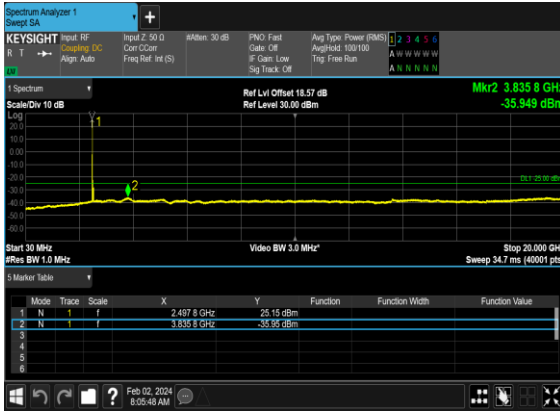 Spectrum Analyzer 1
Swept SA
+
KEYSIGHT Input: RF Input Z: 50 Ω #Atten: 30 dB PNO: Fast Avg Type: Power (RMS) 1 2 3 4 5 6
R T Coupling: DC Corr CCorr Gate: Off Avg|Hold: 100/100 A W W W W W
Align: Auto Freq Ref: Int (S) IF Gain: Low Trig: Free Run
Sig Track: Off A N N N N N
1 Spectrum Ref Lvl Offset 18.57 dB Mkr2 3.835 8 GHz
Scale/Div 10 dB Ref Level 30.00 dBm -35.949 dBm
Log
20.0
10.0
0.00
-10.0
-20.0
-30.0
-40.0
-50.0
-60.0
1
2
Start 30 MHz Video BW 3.0 MHz* Stop 20.000 GH
#Res BW 1.0 MHz Sweep 34.7 ms (40001 pts
5 Marker Table
Mode Trace Scale X Y Function Function Width Function Value
1 N 1 f 2.497 8 GHz 25.15 dBm
2 N 1 f 3.835 8 GHz -35.95 dBm
3
4
5
6
? Feb 02, 2024
8:05:48 AM